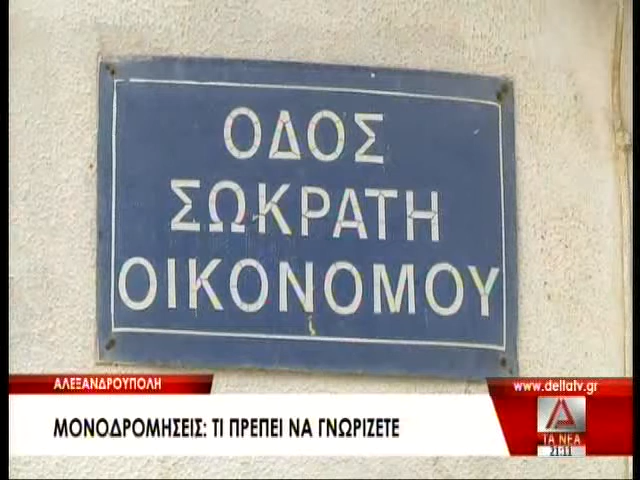 ΟΔΟΣ
ΣΩΚΡΑΤΗ
ΟΙΚΟΝΟΜΟΥ
ΑΛΕΞΑΝΔΡΟΥΠΟΛΗ
www.deltatv.gr
ΜΟΝΟΔΡΟΜΗΣΕΙΣ: ΤΙ ΠΡΕΠΕΙ ΝΑ ΓΝΩΡΙΖΕΤΕ
ΤΑ ΝΕΑ
21:11